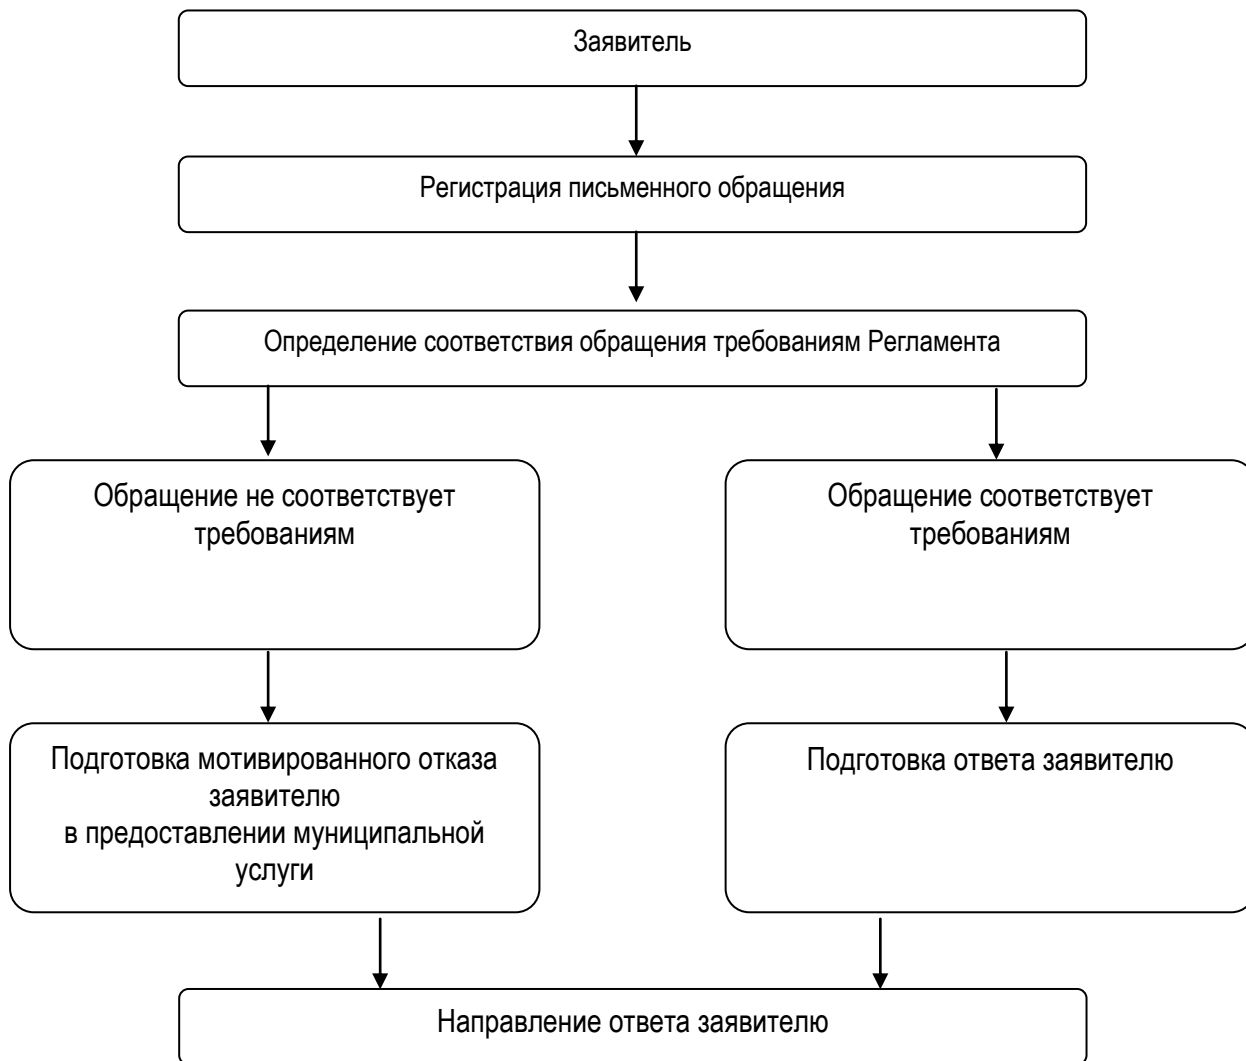 Заявитель
Регистрация письменного обращения
Определение соответствия обращения требованиям Регламента
Обращение не соответствует
требованиям
Обращение соответствует
требованиям
Подготовка мотивированного отказа
заявителю
в предоставлении муниципальной
услуги
Подготовка ответа заявителю
Направление ответа заявителю